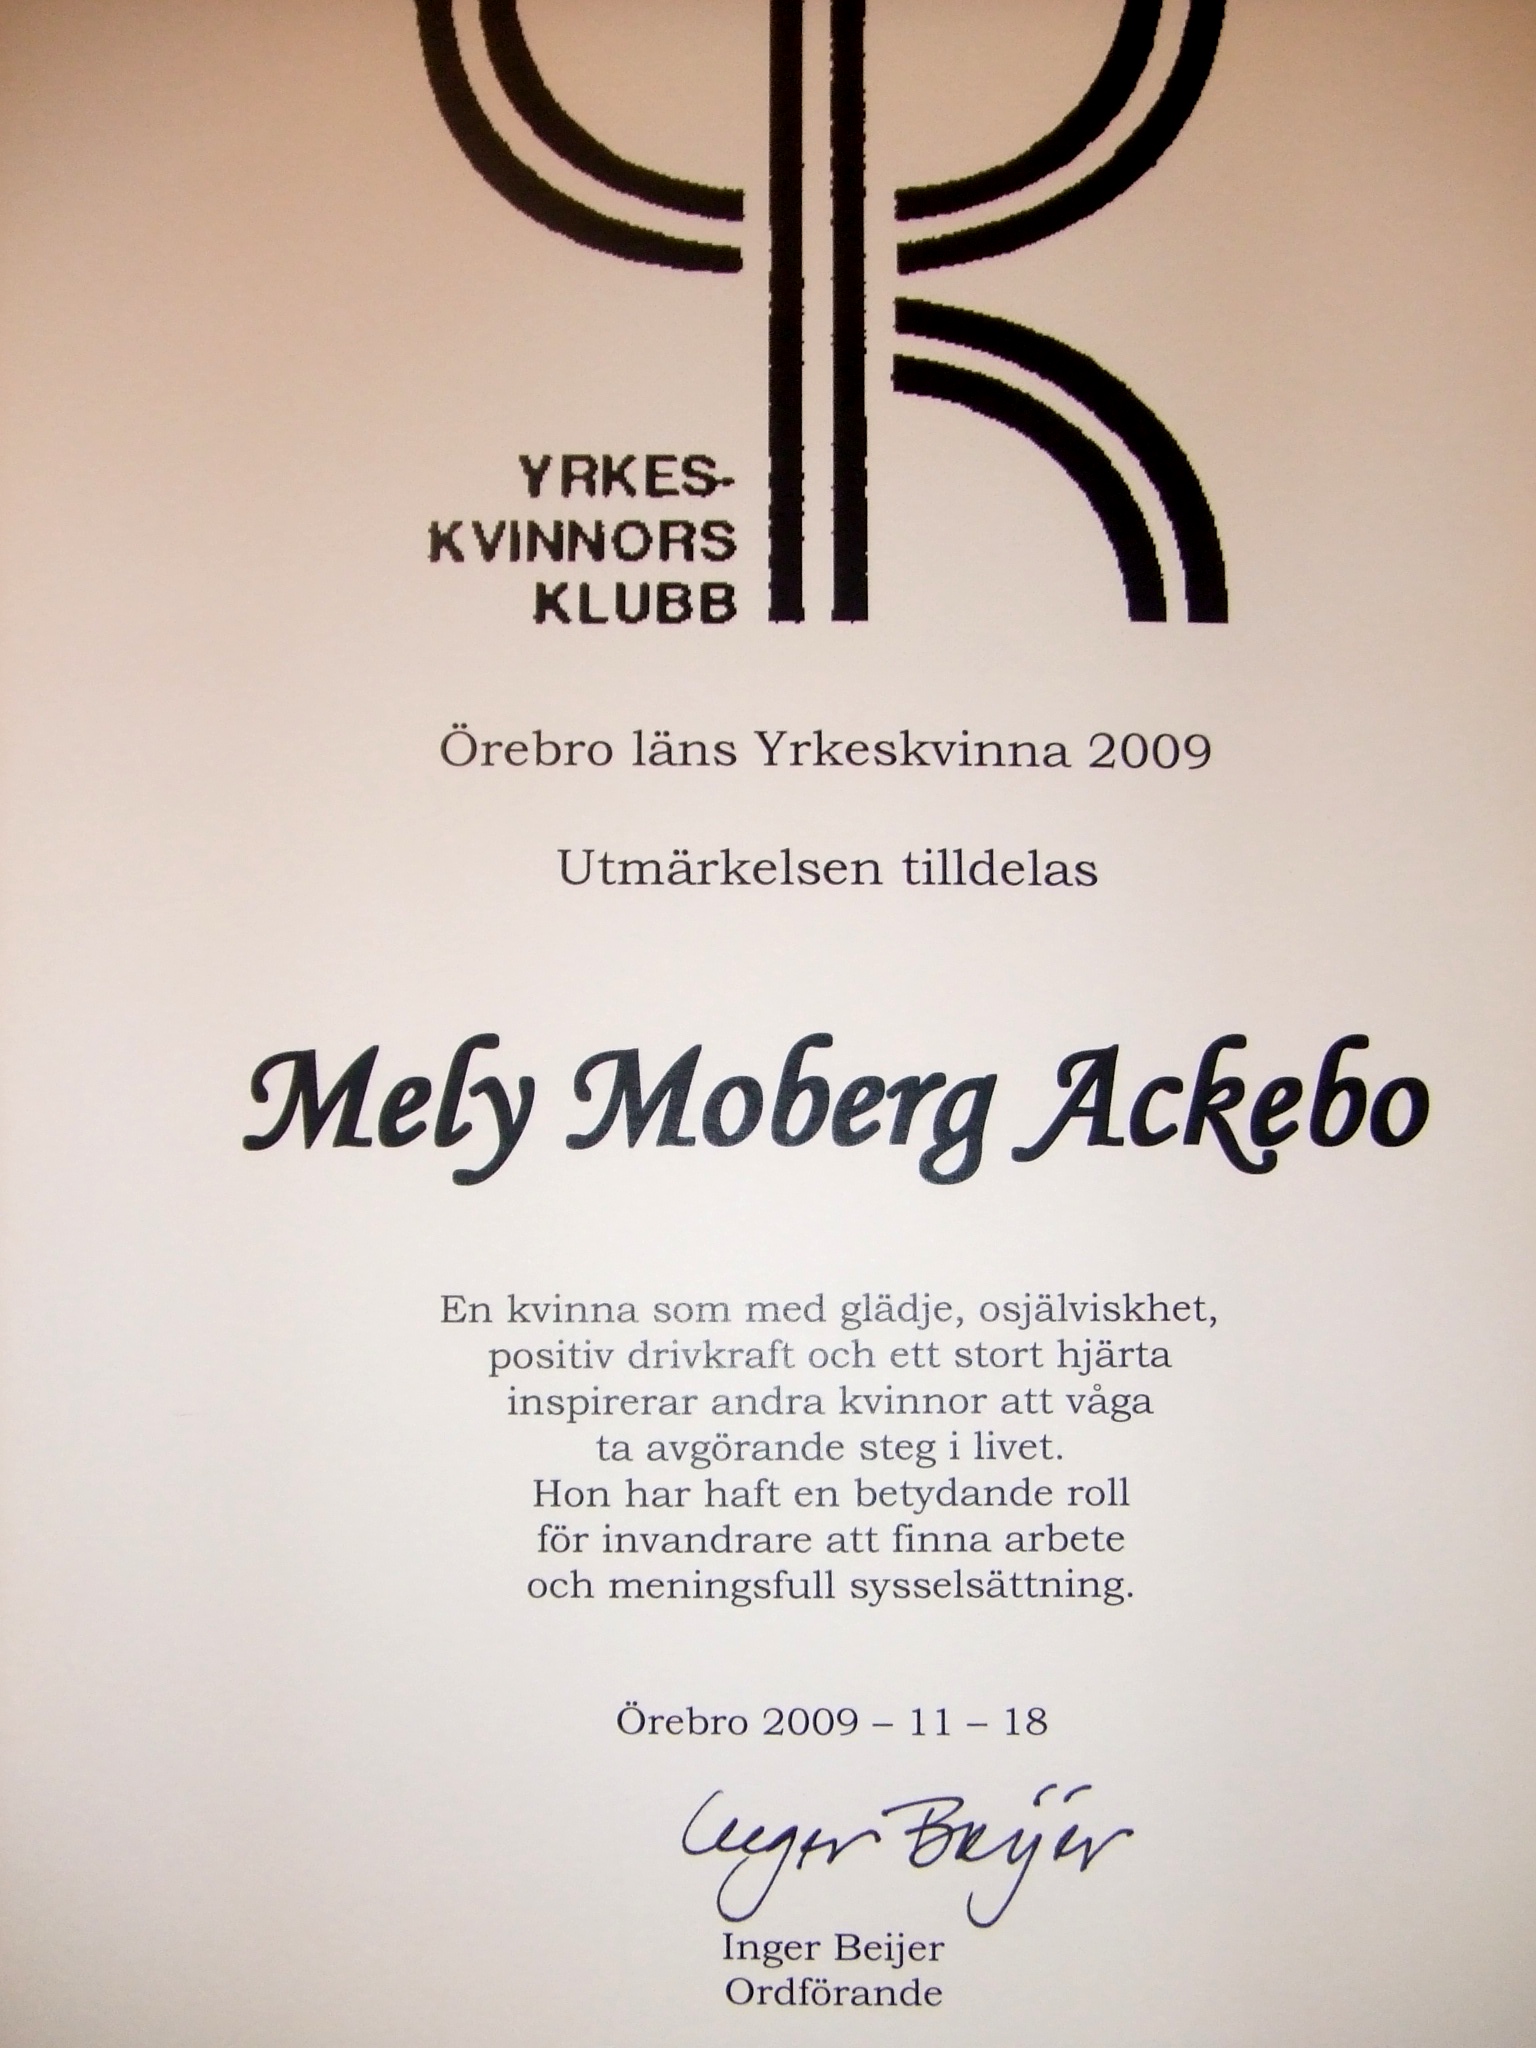 YRKES-
KVINNORS
KLUBB
Örebro läns Yrkeskvinna 2009
Utmärkelsen tilldelas
Mely Moberg Ackebo
En kvinna som med glädje, osjälviskhet,
positiv drivkraft och ett stort hjärta
inspirerar andra kvinnor att våga
ta avgörande steg i livet.
Hon har haft en betydande roll
för invandrare att finna arbete
och meningsfull sysselsättning.
Örebro 2009 – 11 – 18
Inger Beijer
Inger Beijer
Ordförande